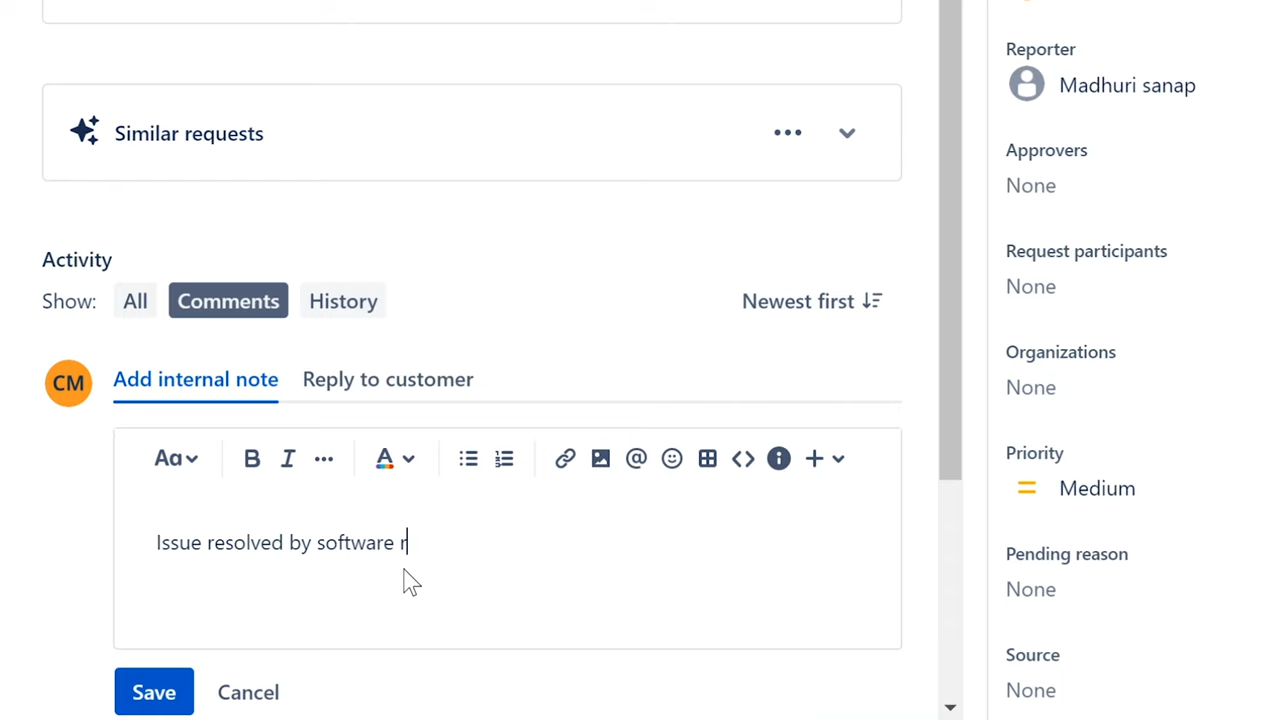 Similar requests
Activity
Show: All Comments History Newest first
CM Add internal note Reply to customer
Aa B I A @ +
Issue resolved by software r
Save Cancel
Reporter
Madhuri sanap
Approvers
None
Request participants
None
Organizations
None
Priority
Medium
Pending reason
None
Source
None